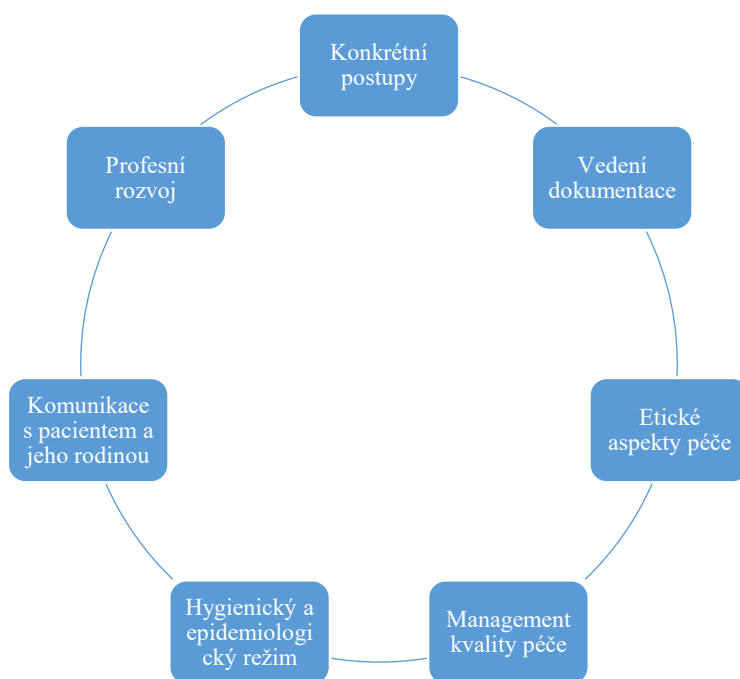 Konkrétní
postupy
Vedení
dokumentace
Etické
aspekty péče
Management
kvality péče
Hygienický a
epidemiologi
cký režim
Komunikace
s pacientem a
jeho rodinou
Profesní
rozvoj